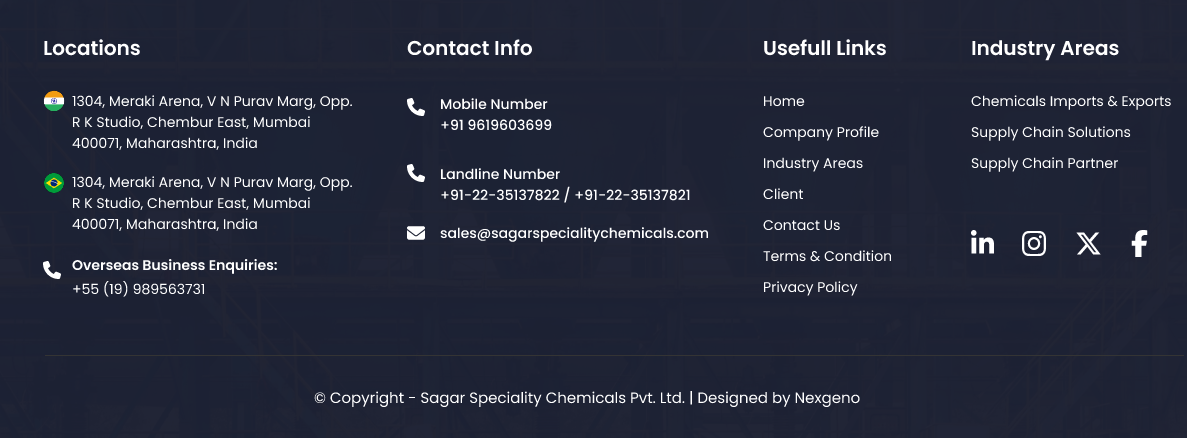 Locations
1304, Meraki Arena, V N Purav Marg, Opp.
R K Studio, Chembur East, Mumbai
400071, Maharashtra, India
1304, Meraki Arena, V N Purav Marg, Opp.
R K Studio, Chembur East, Mumbai
400071, Maharashtra, India
Overseas Business Enquiries:
+55 (19) 989563731
Contact Info
Mobile Number
+91 9619603699
Landline Number
+91-22-35137822 / +91-22-35137821
sales@sagarspecialitychemicals.com
Usefull Links
Home
Company Profile
Industry Areas
Client
Contact Us
Terms & Condition
Privacy Policy
Industry Areas
Chemicals Imports & Exports
Supply Chain Solutions
Supply Chain Partner
© Copyright - Sagar Speciality Chemicals Pvt. Ltd. | Designed by Nexgeno